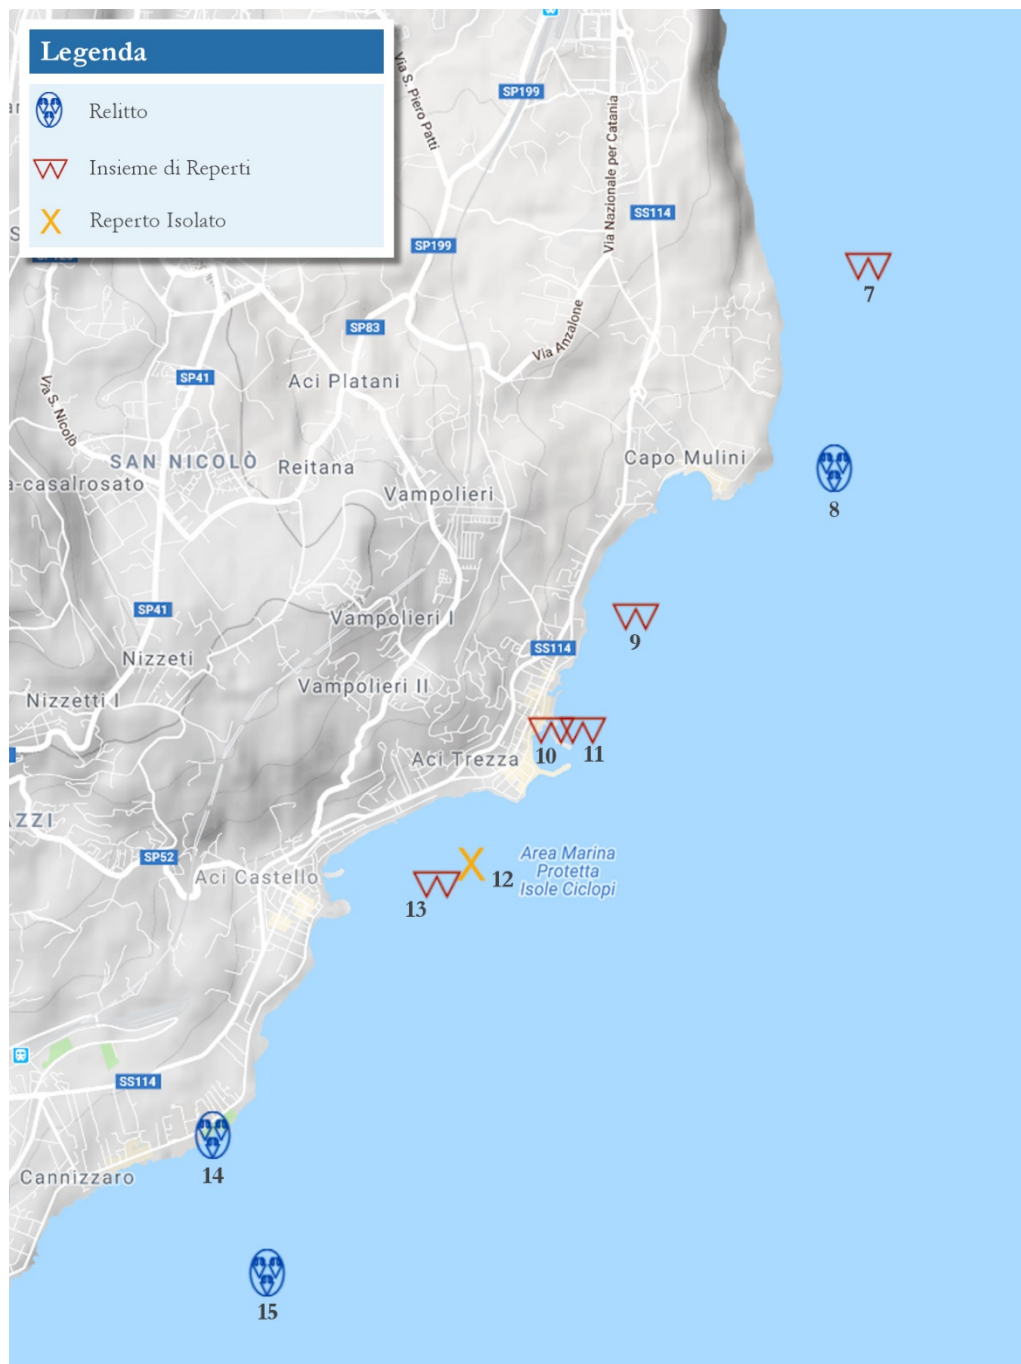 Legenda
Relitto
Insieme di Reperti
Reperto Isolato
Via S. Piero Patti
SP199
Via Nazionale per Catania
SS114
SP199
7
SP83
Via Anzalone
SP41
Aci Platani
Via S. Nicolò
SAN NICOLÒ
Reitana
Capo Mulini
a-casalrosato
Vampolieri
8
SP41
Vampolieri I
9
SS114
Nizzeti
Vampolieri II
Nizzetti I
10
11
Aci Trezza
AZZI
SP52
Area Marina
Protetta
Isole Ciclopi
Aci Castello
12
13
SS114
Cannizzaro
14
15